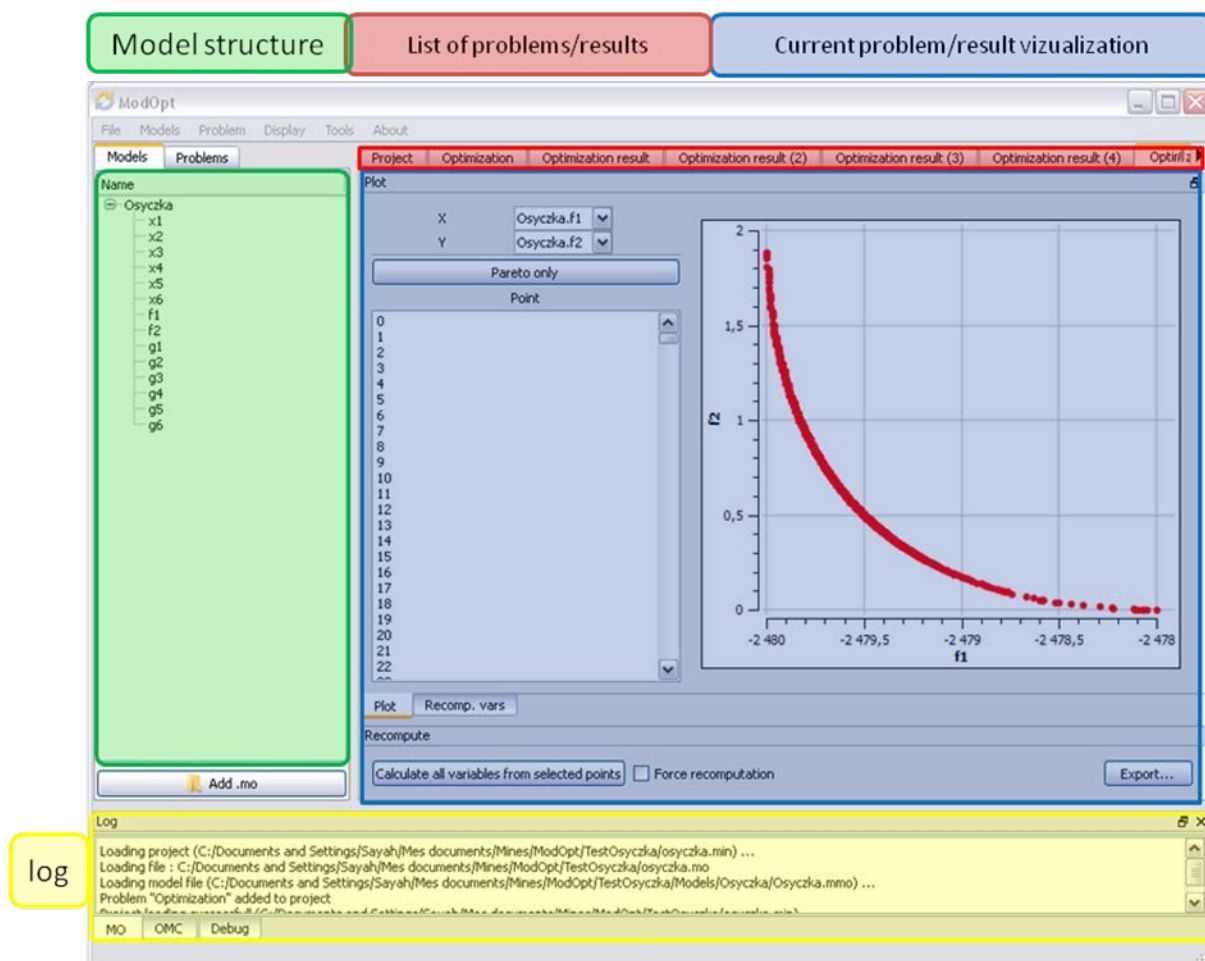 Model structure
List of problems/results
Current problem/result vizualization
ModOpt
File Models Problem Display Tools About
Models Problems
Project Optimization Optimization result Optimization result (2) Optimization result (3) Optimization result (4)
Name
Osyczka
x1
x2
x3
x4
x5
x6
f1
f2
g1
g2
g3
g4
g5
g6
Add .mo
Plot
X Osyczka.f1
Y Osyczka.f2
Pareto only
Point
0
1
2
3
4
5
6
7
8
9
10
11
12
13
14
15
16
17
18
19
20
21
22
2
1,5
1
0,5
0
f2
-2 480 -2 479,5 -2 479 -2 478,5 -2 478
f1
Plot Recomp. vars
Recompute
Calculate all variables from selected points Force recomputation Export...
log
Log
Loading project (C:/Documents and Settings/Sayah/Mes documents/Mines/ModOpt/TestOsyczka/osyczka.min) ...
Loading file : C:/Documents and Settings/Sayah/Mes documents/Mines/ModOpt/TestOsyczka/osyczka.mo
Loading model file (C:/Documents and Settings/Sayah/Mes documents/Mines/ModOpt/TestOsyczka/Models/Osyczka/Osyczka.mmo) ...
Problem "Optimization" added to project
MO OMC Debug